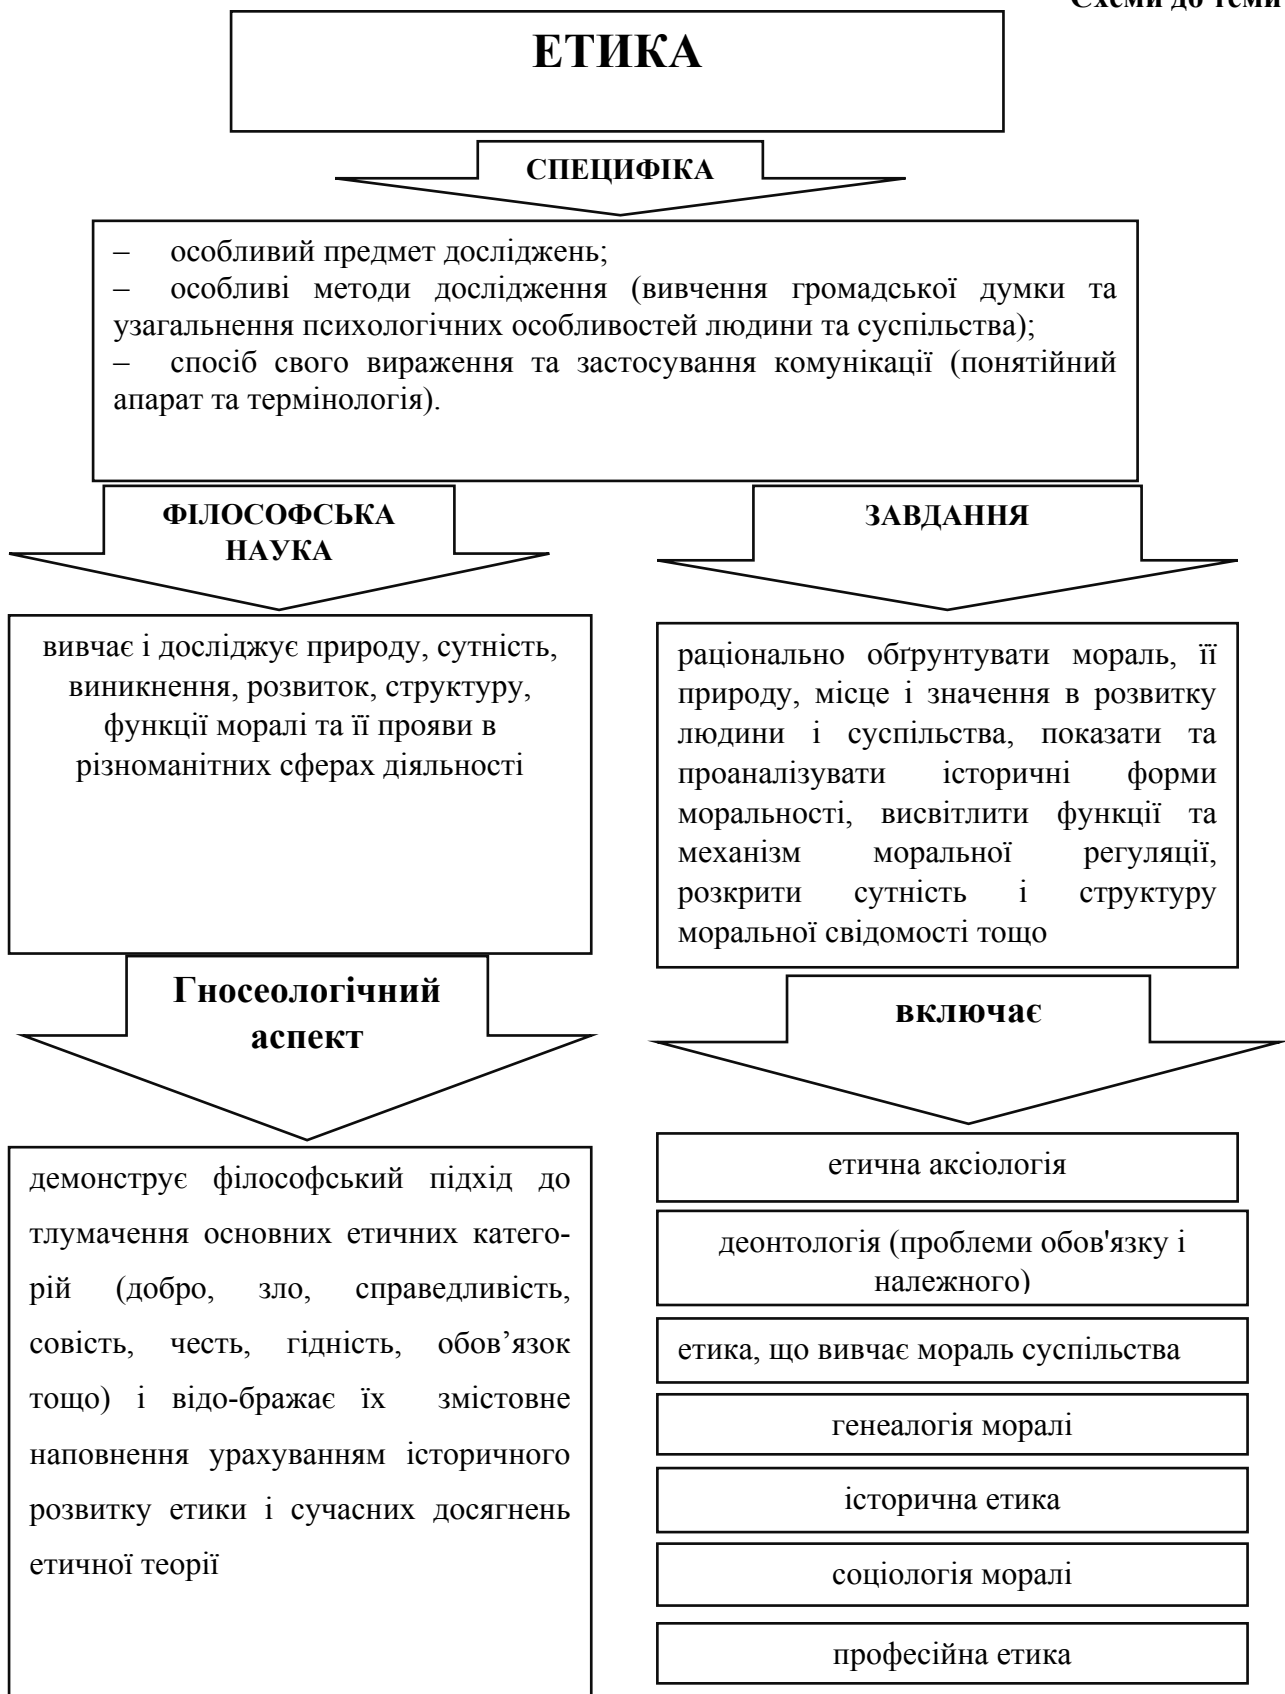 Схеми до теми
ЕТИКА
СПЕЦИФІКА
– особливий предмет досліджень;
– особливі методи дослідження (вивчення громадської думки та
узагальнення психологічних особливостей людини та суспільства);
– спосіб свого вираження та застосування комунікації (понятійний
апарат та термінологія).
ФІЛОСОФСЬКА
НАУКА
вивчає і досліджує природу, сутність,
виникнення, розвиток, структуру,
функції моралі та її прояви в
різноманітних сферах діяльності
Гносеологічний
аспект
демонструє філософський підхід до
тлумачення основних етичних катего-
рій (добро, зло, справедливість,
совість, честь, гідність, обов’язок
тощо) і відо-бражає їх змістовне
наповнення урахуванням історичного
розвитку етики і сучасних досягнень
етичної теорії
ЗАВДАННЯ
раціонально обґрунтувати мораль, її
природу, місце і значення в розвитку
людини і суспільства, показати та
проаналізувати історичні форми
моральності, висвітлити функції та
механізм моральної регуляції,
розкрити сутність і структуру
моральної свідомості тощо
включає
етична аксіологія
деонтологія (проблеми обов'язку і
належного)
етика, що вивчає мораль суспільства
генеалогія моралі
історична етика
соціологія моралі
професійна етика